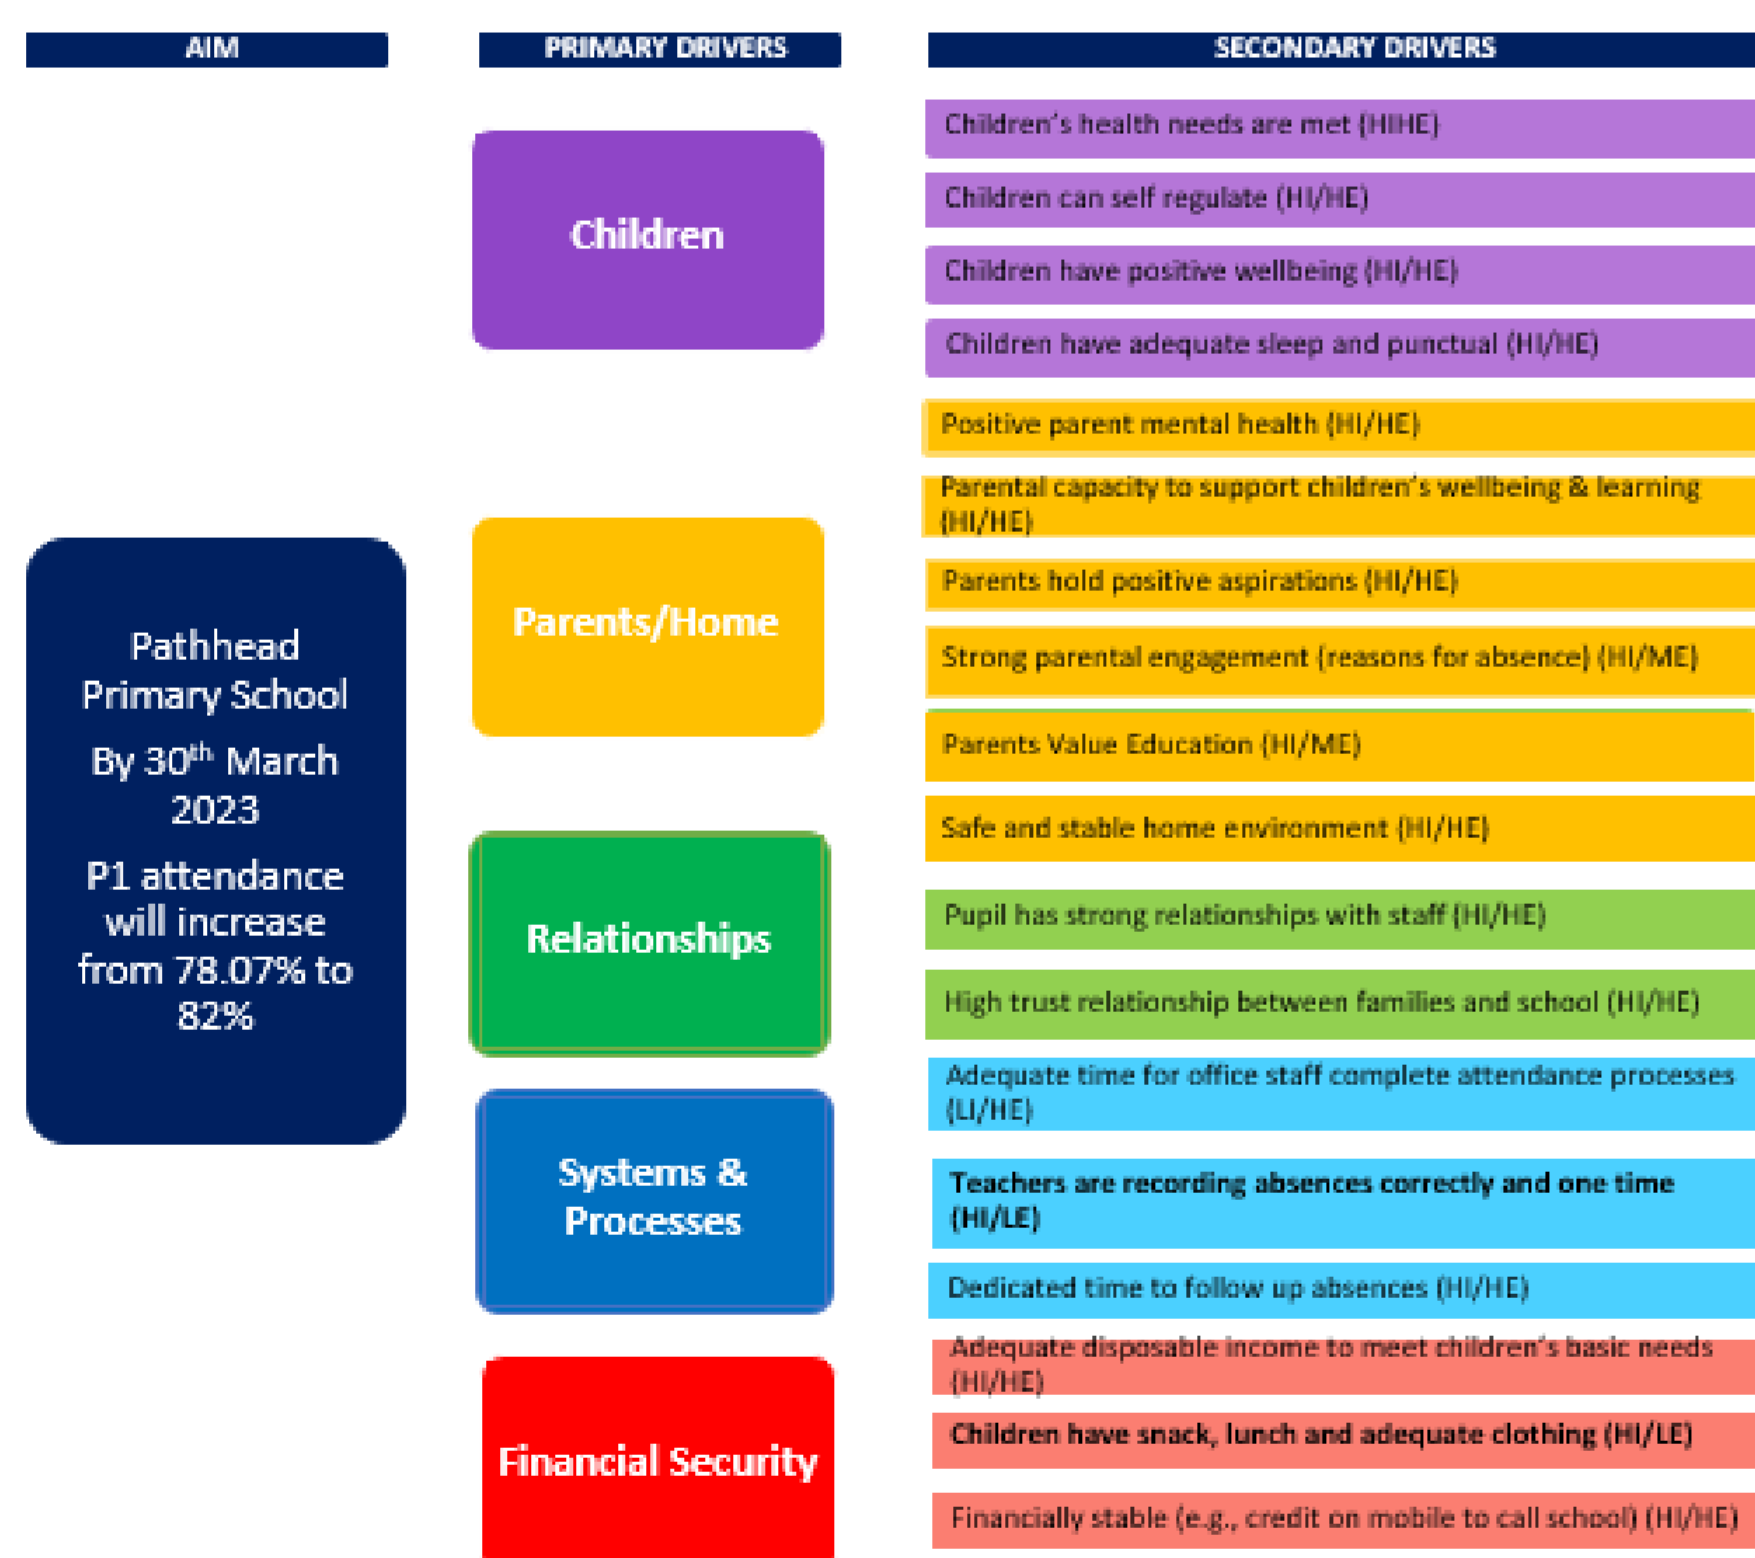 AIM
PRIMARY DRIVERS
SECONDARY DRIVERS
Pathhead
Primary School
By 30th March
2023
P1 attendance
will increase
from 78.07% to
82%
Children
Children's health needs are met (HIHE)
Children can self regulate (HI/HE)
Children have positive wellbeing (HI/HE)
Children have adequate sleep and punctual (HI/HE)
Parents/Home
Positive parent mental health (HI/HE)
Parental capacity to support children's wellbeing & learning
(HI/HE)
Parents hold positive aspirations (HI/HE)
Strong parental engagement (reasons for absence) (HI/ME)
Parents Value Education (HI/ME)
Safe and stable home environment (HI/HE)
Relationships
Pupil has strong relationships with staff (HI/HE)
High trust relationship between families and school (HI/HE)
Systems &
Processes
Adequate time for office staff complete attendance processes
(LI/HE)
Teachers are recording absences correctly and one time
(HI/LE)
Dedicated time to follow up absences (HI/HE)
Financial Security
Adequate disposable income to meet children's basic needs
(HI/HE)
Children have snack, lunch and adequate clothing (HI/LE)
Financially stable (e.g., credit on mobile to call school) (HI/HE)